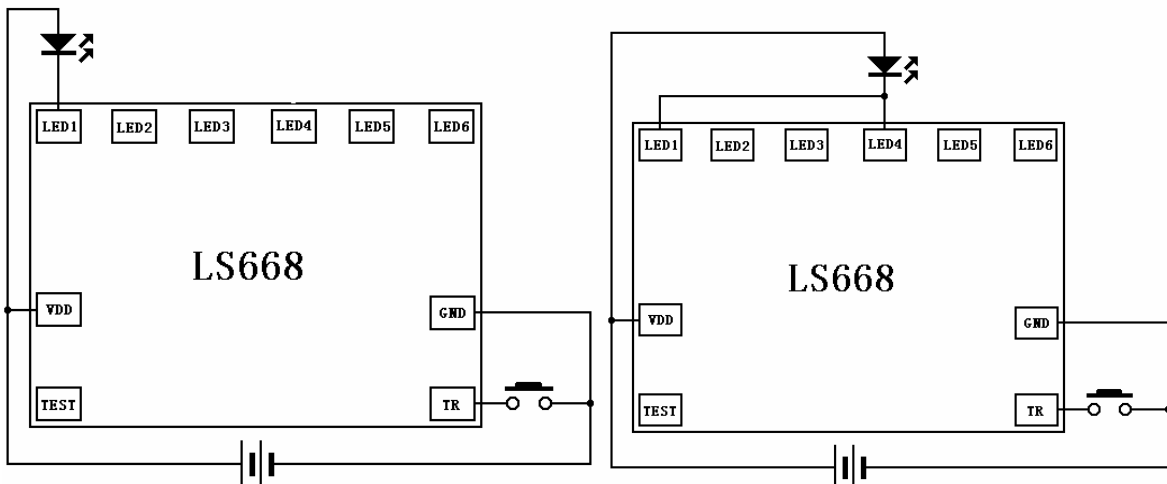 LED1 LED2 LED3 LED4 LED5 LED6
LS668
VDD GND
TEST TR
LED1 LED2 LED3 LED4 LED5 LED6
LS668
VDD GND
TEST TR